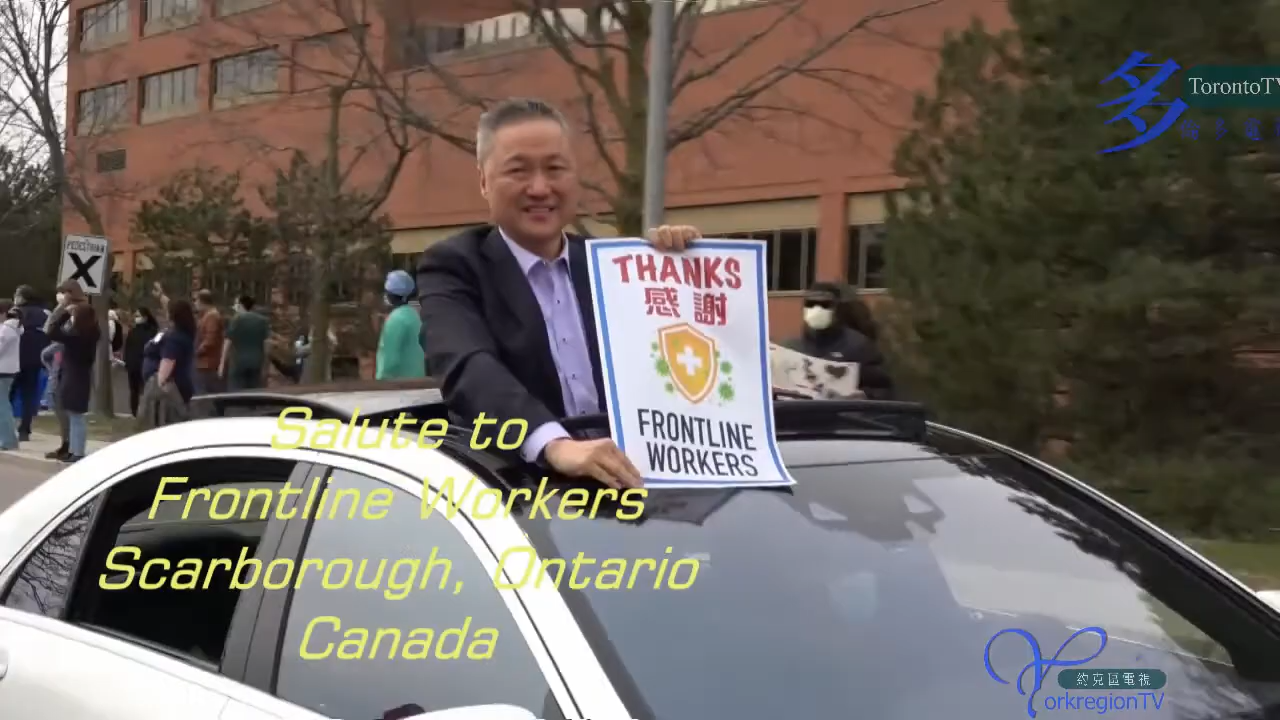 TorontoTV
PEDESTRIAN
X
THANKS
感謝
FRONTLINE
WORKERS
Salute to
Frontline Workers
Scarborough, Ontario
Canada
約克區電視
YorkregionTV